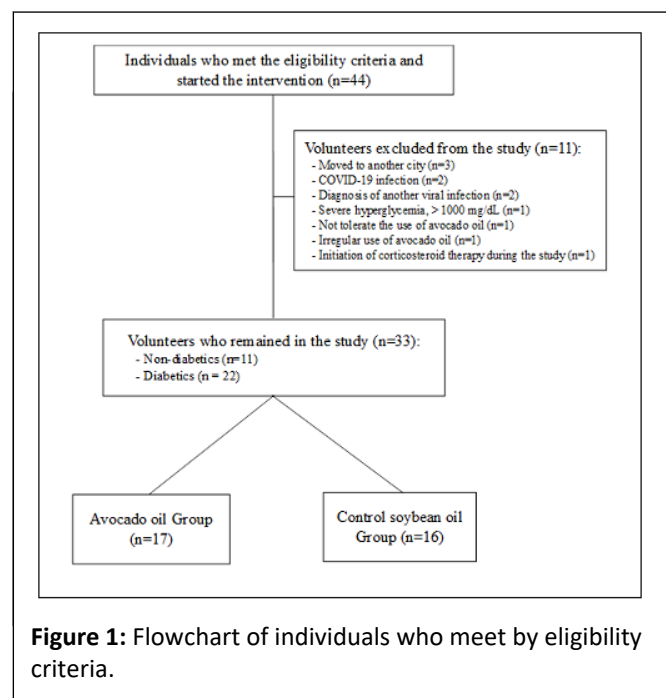 Individuals who met the eligibility criteria and
started the intervention (n=44)
Volunteers excluded from the study (n=11):
- Moved to another city (n=3)
- COVID-19 infection (n=2)
- Diagnosis of another viral infection (n=2)
- Severe hyperglycemia, > 1000 mg/dL (n=1)
- Not tolerate the use of avocado oil (n=1)
- Irregular use of avocado oil (n=1)
- Initiation of corticosteroid therapy during the study (n=1)
Volunteers who remained in the study (n=33):
- Non-diabetics (n=11)
- Diabetics (n = 22)
Avocado oil Group
(n=17)
Control soybean oil
Group (n=16)
Figure 1: Flowchart of individuals who meet by eligibility
criteria.